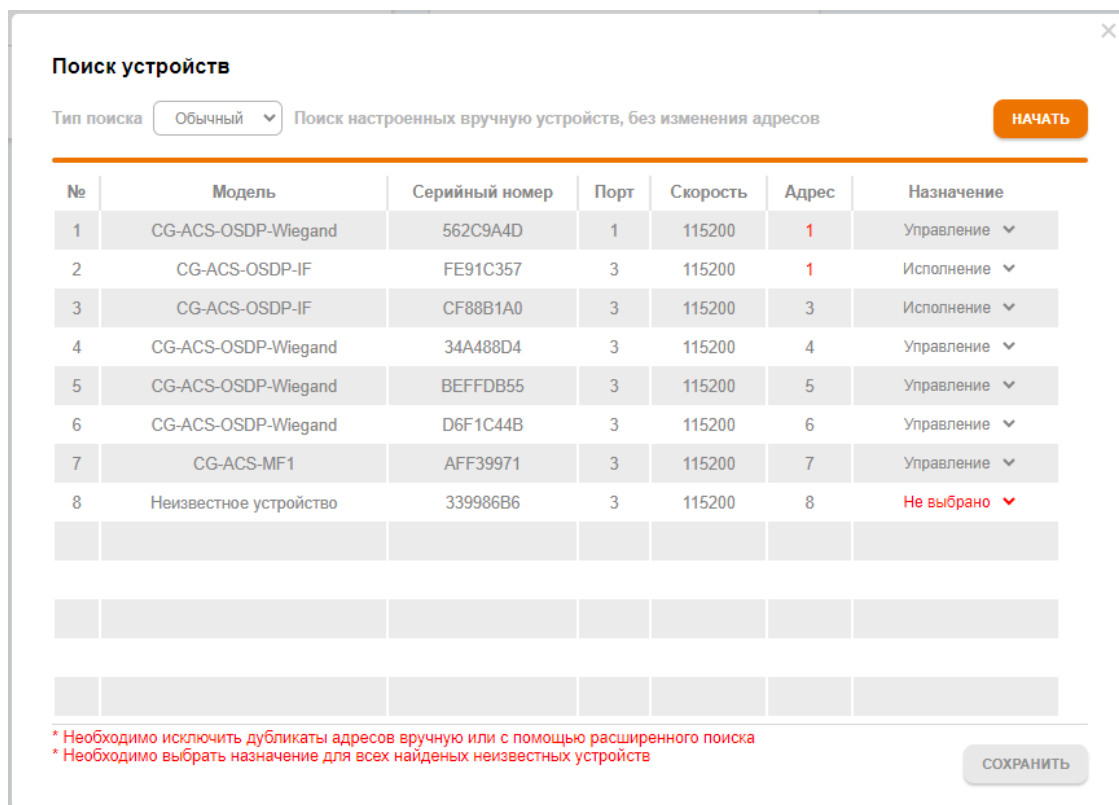 Поиск устройств
Тип поиска Обычный Поиск настроенных вручную устройств, без изменения адресов НАЧАТЬ
№ Модель Серийный номер Порт Скорость Адрес Назначение
1 CG-ACS-OSDP-Wiegand 562C9A4D 1 115200 1 Управление
2 CG-ACS-OSDP-IF FE91C357 3 115200 1 Исполнение
3 CG-ACS-OSDP-IF CF88B1A0 3 115200 3 Исполнение
4 CG-ACS-OSDP-Wiegand 34A488D4 3 115200 4 Управление
5 CG-ACS-OSDP-Wiegand BEFFDB55 3 115200 5 Управление
6 CG-ACS-OSDP-Wiegand D6F1C44B 3 115200 6 Управление
7 CG-ACS-MF1 AFF39971 3 115200 7 Управление
8 Неизвестное устройство 339986B6 3 115200 8 Не выбрано
* Необходимо исключить дубликаты адресов вручную или с помощью расширенного поиска
* Необходимо выбрать назначение для всех найденых неизвестных устройств
СОХРАНИТЬ